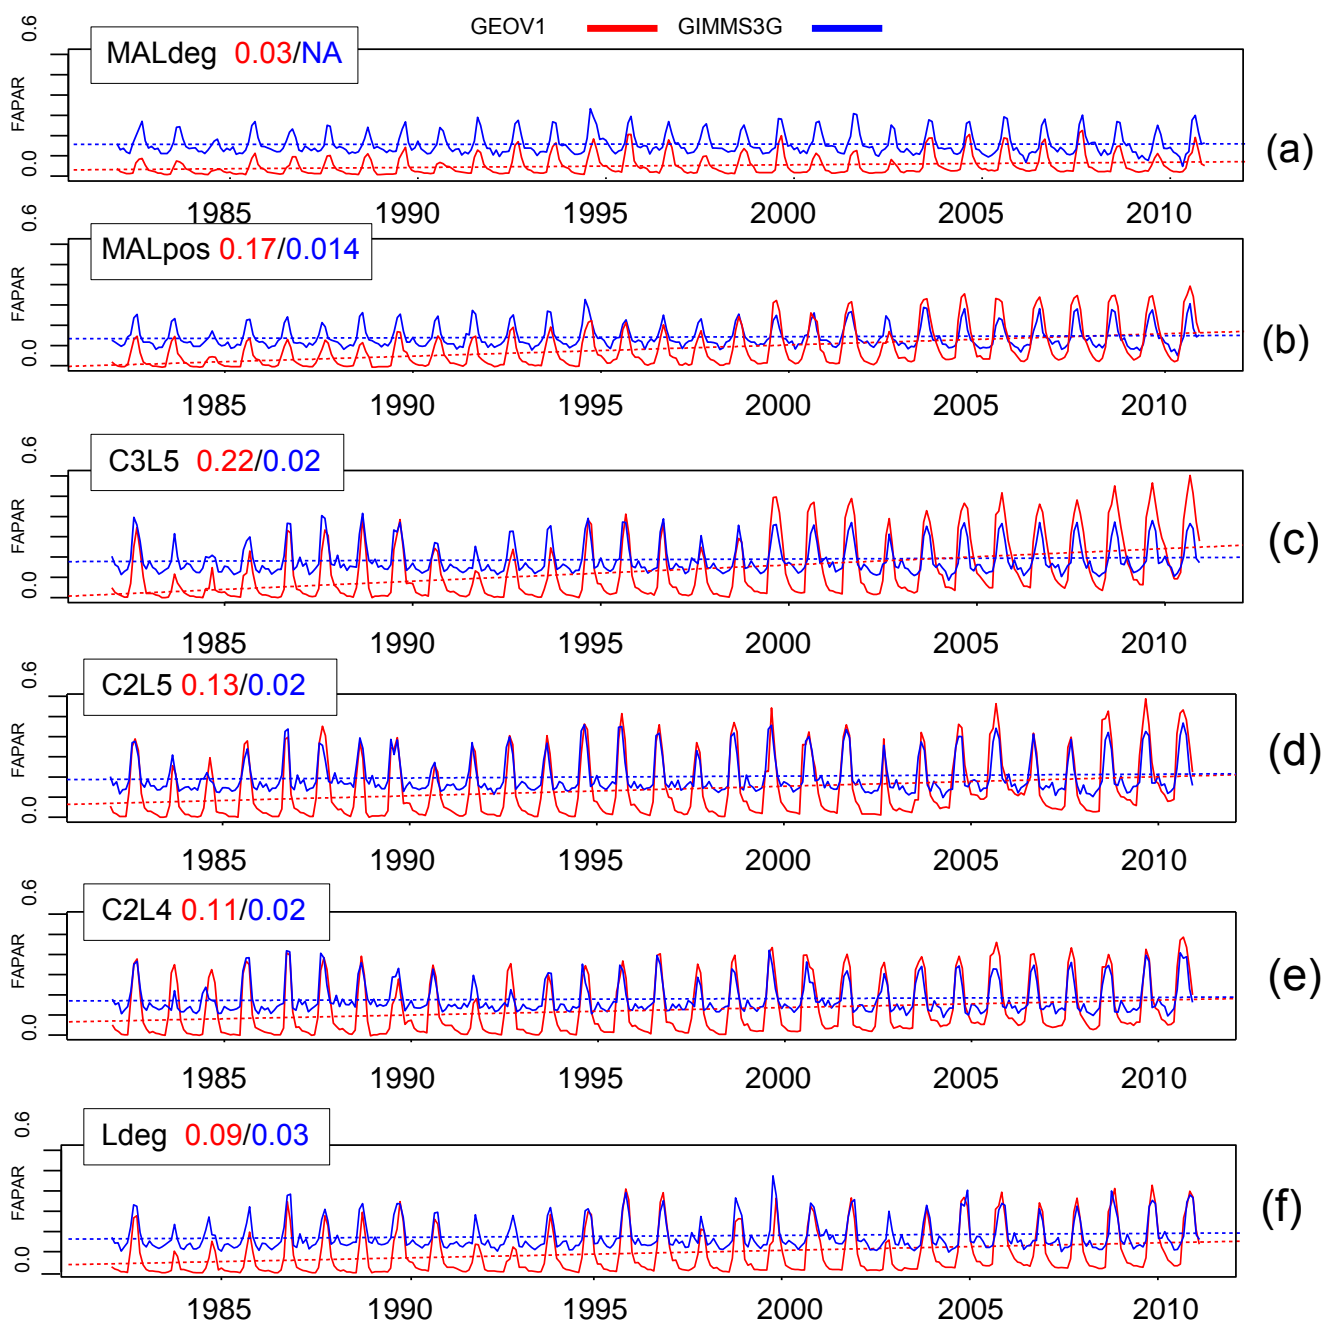 GEOV1 GIMMS3G
0.6
MALdeg 0.03/NA
FAPAR
0.0
(a)
1985 1990 1995 2000 2005 2010
0.6
MALpos 0.17/0.014
FAPAR
0.0
(b)
1985 1990 1995 2000 2005 2010
0.6
C3L5 0.22/0.02
FAPAR
0.0
(c)
1985 1990 1995 2000 2005 2010
0.6
C2L5 0.13/0.02
FAPAR
0.0
(d)
1985 1990 1995 2000 2005 2010
0.6
C2L4 0.11/0.02
FAPAR
0.0
(e)
1985 1990 1995 2000 2005 2010
0.6
Ldeg 0.09/0.03
FAPAR
0.0
(f)
1985 1990 1995 2000 2005 2010